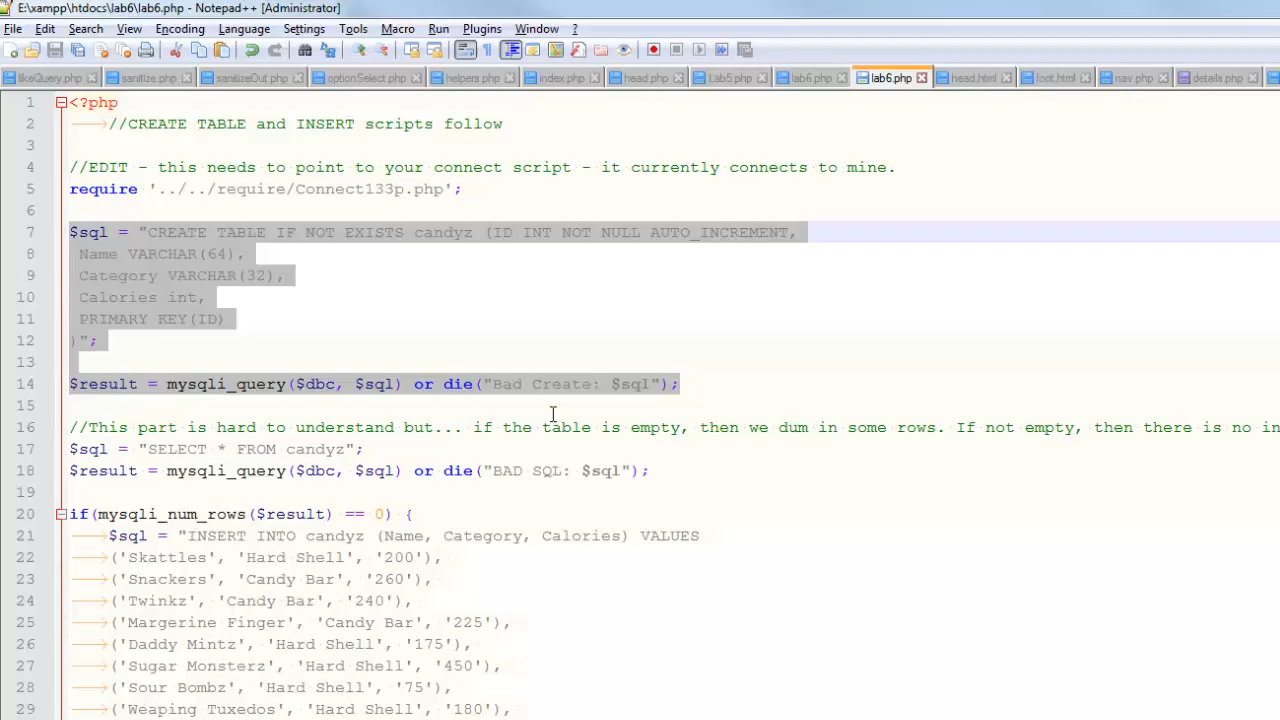 E:\xampp\htdocs\lab6\lab6.php - Notepad++ [Administrator]
File Edit Search View Encoding Language Settings Tools Macro Run Plugins Window ?
likeQuery.php sanitize.php sanitizeOut.php optionSelect.php helpers.php index.php head.php Lab5.php lab6.php lab6.php head.html foot.html nav.php details.php
1 <?php
2 //CREATE TABLE and INSERT scripts follow
3
4 //EDIT - this needs to point to your connect script - it currently connects to mine.
5 require '../../require/Connect133p.php';
6
7 $sql = "CREATE TABLE IF NOT EXISTS candyz (ID INT NOT NULL AUTO_INCREMENT,
8 Name VARCHAR(64),
9 Category VARCHAR(32),
10 Calories int,
11 PRIMARY KEY(ID)
12 )";
13
14 $result = mysqli_query($dbc, $sql) or die("Bad Create: $sql");
15
16 //This part is hard to understand but... if the table is empty, then we dum in some rows. If not empty, then there is no in
17 $sql = "SELECT * FROM candyz";
18 $result = mysqli_query($dbc, $sql) or die("BAD SQL: $sql");
19
20 if(mysqli_num_rows($result) == 0) {
21 $sql = "INSERT INTO candyz (Name, Category, Calories) VALUES
22 ('Skattles', 'Hard Shell', '200'),
23 ('Snackers', 'Candy Bar', '260'),
24 ('Twinkz', 'Candy Bar', '240'),
25 ('Margerine Finger', 'Candy Bar', '225'),
26 ('Daddy Mintz', 'Hard Shell', '175'),
27 ('Sugar Monsterz', 'Hard Shell', '450'),
28 ('Sour Bombz', 'Hard Shell', '75'),
29 ('Weaping Tuxedos', 'Hard Shell', '180'),